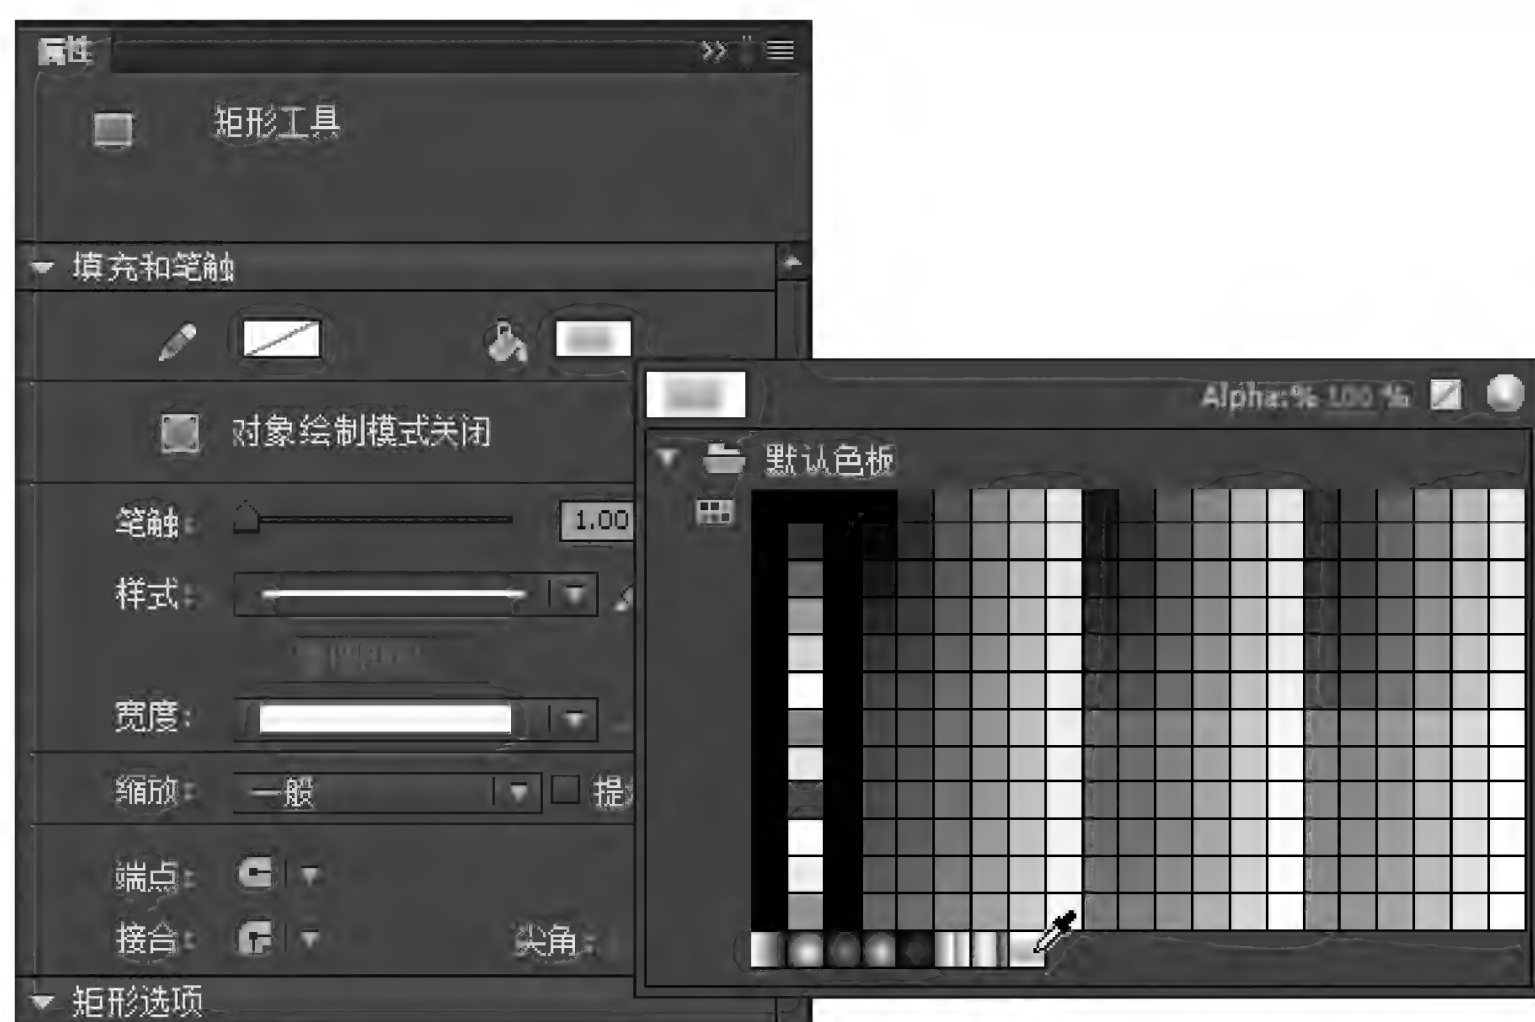 属性
矩形工具
填充和笔触
Alpha:% 100 %
对象绘制模式关闭
默认色板
笔触:
1.00
样式:
宽度:
缩放:
一般
提
端点:
接合:
尖角:
矩形选项